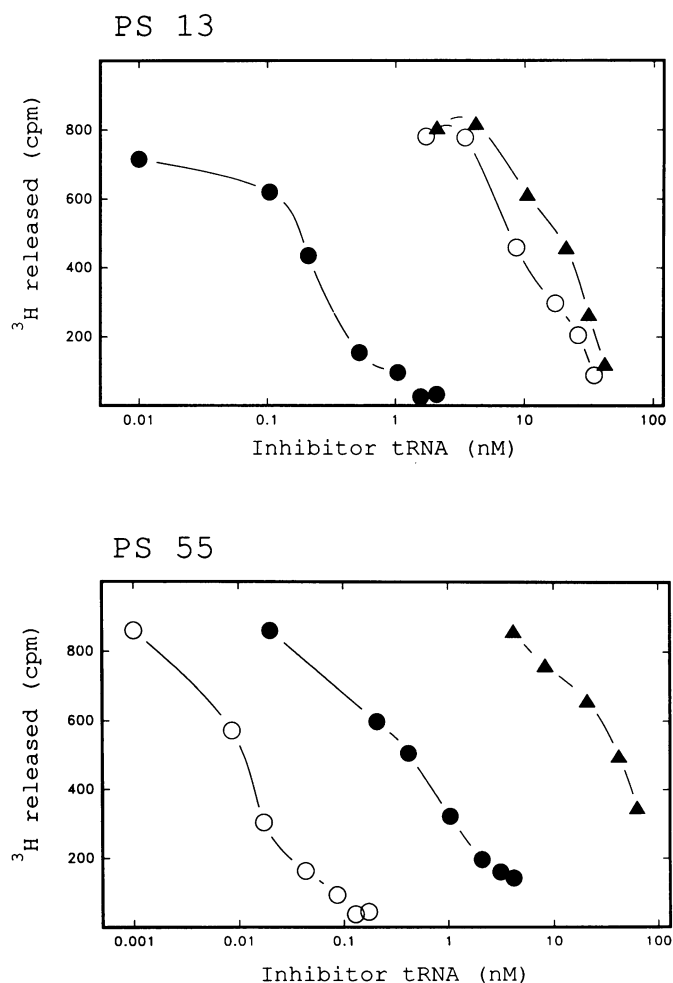 PS 13
³H released (cpm)
800
600
400
200
0.01 0.1 1 10 100
Inhibitor tRNA (nM)
PS 55
³H released (cpm)
800
600
400
200
0.001 0.01 0.1 1 10 100
Inhibitor tRNA (nM)